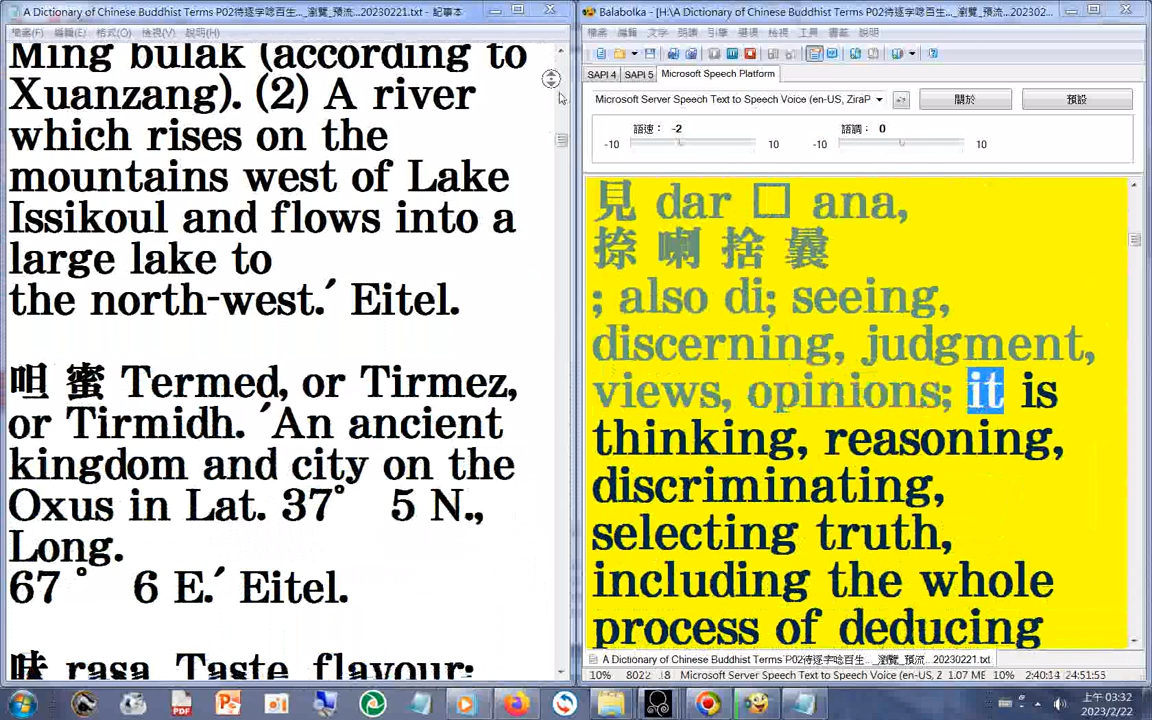 A Dictionary of Chinese Buddhist Terms P02待逐字唸百生..._瀏覽_預流...20230221.txt - 記事本
檔案(F) 編輯(E) 格式(O) 檢視(V) 說明(H)
Ming bulak (according to
Xuanzang). (2) A river
which rises on the
mountains west of Lake
Issikoul and flows into a
large lake to
the north-west.′ Eitel.
呾 蜜 Termed, or Tirmez,
or Tirmidh. ′An ancient
kingdom and city on the
Oxus in Lat. 37° 5 N.,
Long.
67 ° 6 E.′ Eitel.
味 rasa. Taste, flavour;
Balabolka - [H:\A Dictionary of Chinese Buddhist Terms P02待逐字唸百生..._瀏覽_預流...202302...
檔案 編輯 文字 朗讀 引擎 選項 檢視 工具 書籤 說明
SAPI 4 SAPI 5 Microsoft Speech Platform
Microsoft Server Speech Text to Speech Voice (en-US, ZiraP
關於
預設
語速： -2
語調： 0
-10 10 -10 10
見 dar □ ana,
捺 喇 捨 曩
; also di; seeing,
discerning, judgment,
views, opinions; it is
thinking, reasoning,
discriminating,
selecting truth,
including the whole
process of deducing
A Dictionary of Chinese Buddhist Terms P02待逐字唸百生..._瀏覽_預流...20230221.txt
10% 8022 .8 Microsoft Server Speech Text to Speech Voice (en-US, Z 1.07 ME 10% 2:40:14 24:51:55
上午 03:32
2023/2/22